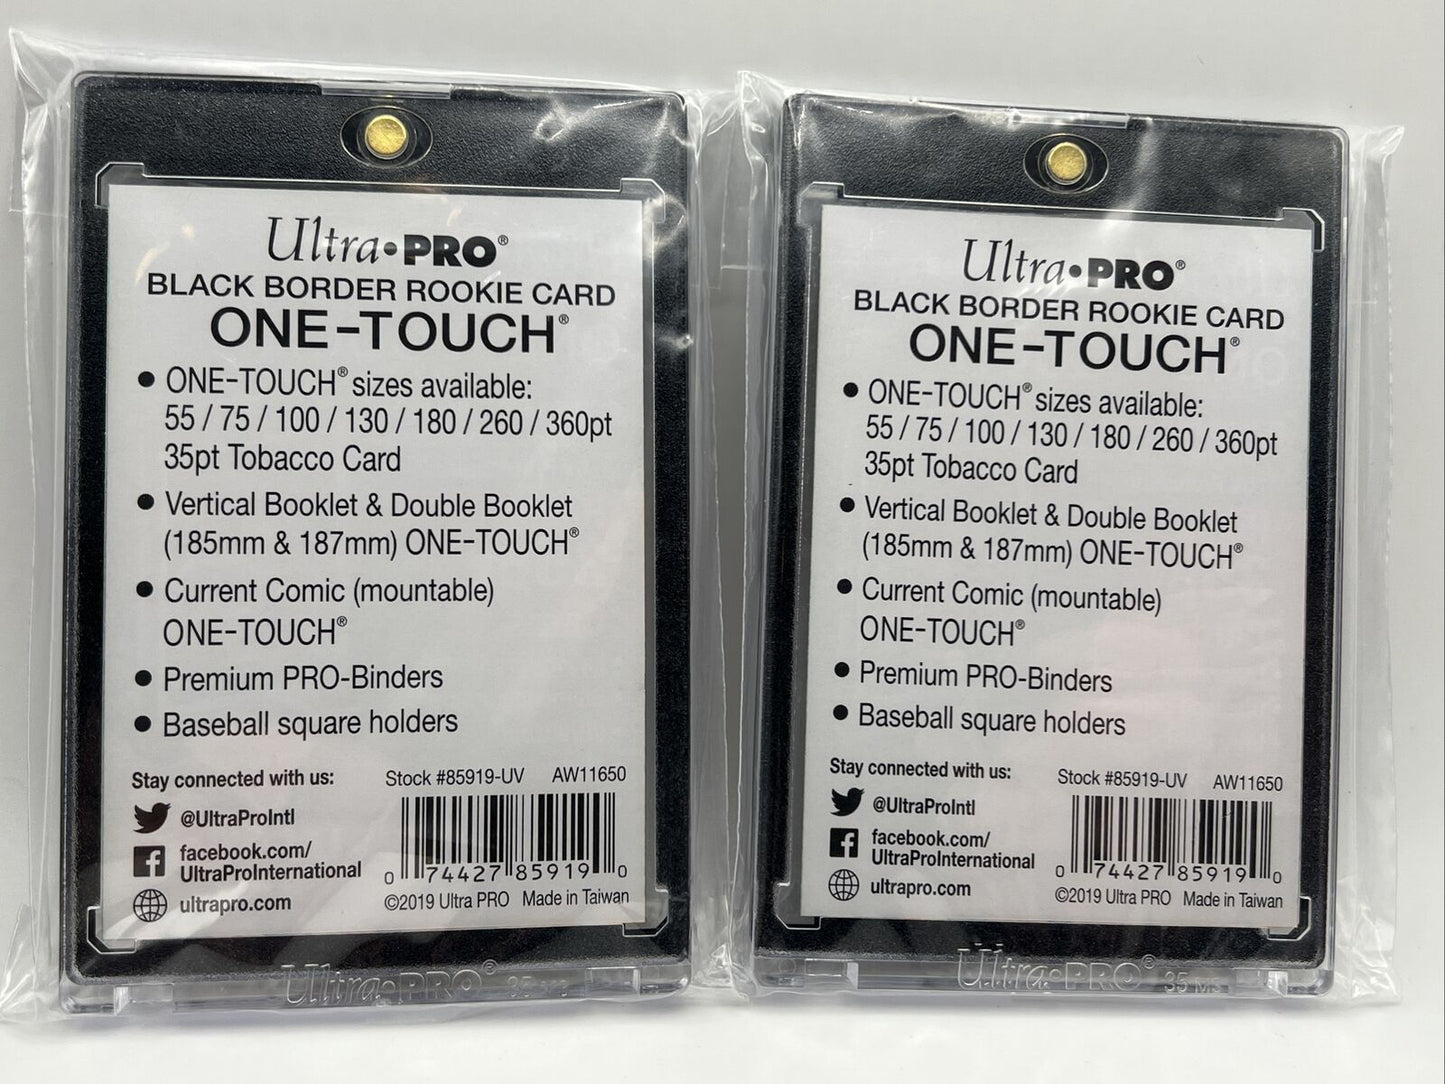 Ultra•PRO®
BLACK BORDER ROOKIE CARD
ONE-TOUCH®
• ONE-TOUCH® sizes available:
55 / 75 / 100 / 130 / 180 / 260 / 360pt
35pt Tobacco Card
• Vertical Booklet & Double Booklet
(185mm & 187mm) ONE-TOUCH®
• Current Comic (mountable)
ONE-TOUCH®
• Premium PRO-Binders
• Baseball square holders
Stay connected with us:
@UltraProIntl
facebook.com/
UltraProInternational
ultrapro.com
Stock #85919-UV AW11650
0 74427 85919 0
©2019 Ultra PRO Made in Taiwan
Ultra•PRO®
Ultra•PRO®
BLACK BORDER ROOKIE CARD
ONE-TOUCH®
• ONE-TOUCH® sizes available:
55 / 75 / 100 / 130 / 180 / 260 / 360pt
35pt Tobacco Card
• Vertical Booklet & Double Booklet
(185mm & 187mm) ONE-TOUCH®
• Current Comic (mountable)
ONE-TOUCH®
• Premium PRO-Binders
• Baseball square holders
Stay connected with us:
@UltraProIntl
facebook.com/
UltraProInternational
ultrapro.com
Stock #85919-UV AW11650
0 74427 85919 0
©2019 Ultra PRO Made in Taiwan
Ultra•PRO® 35